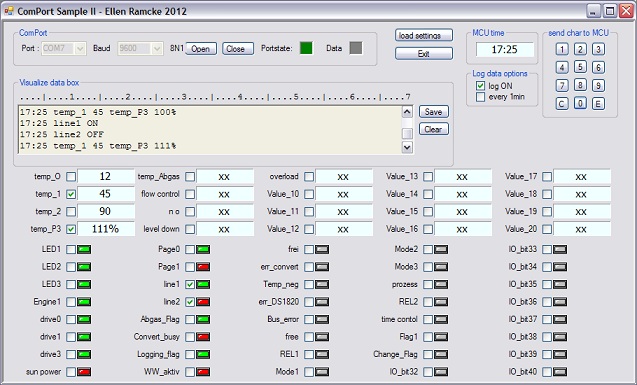 ComPort Sample II - Ellen Ramcke 2012
ComPort
Port : COM7 Baud 9600 8N1 Open Close Portstate: Data
load settings
Exit
MCU time
17:25
send char to MCU
1 2 3
4 5 6
7 8 9
C 0 E
Log data options
log ON
every 1min
Visualize data box
....|....1....|....2....|....3....|....4....|....5....|....6....|....7
17:25 temp_1 45 temp_P3 100%
17:25 line1 ON
17:25 line2 OFF
17:25 temp_1 45 temp_P3 111%
Save
Clear
temp_O 12 temp_Abgas xx overload xx Value_13 xx Value_17 xx
temp_1 45 flow control xx Value_10 xx Value_14 xx Value_18 xx
temp_2 90 n o xx Value_11 xx Value_15 xx Value_19 xx
temp_P3 111% level down xx Value_12 xx Value_16 xx Value_20 xx
LED1 Page0 frei Mode2 IO_bit33
LED2 Page1 err_convert Mode3 IO_bit34
LED3 line1 temp_neg prozess IO_bit35
Engine1 line2 err_DS1820 REL2 IO_bit36
drive0 Abgas_Flag Bus_error time contol IO_bit37
drive1 Convert_busy free Flag1 IO_bit38
drive3 Logging_flag REL1 Change_Flag IO_bit39
sun power WW_aktiv Mode1 IO_bit32 IO_bit40